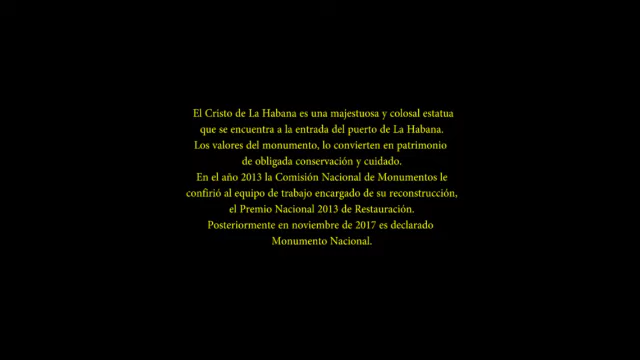 El Cristo de La Habana es una majestuosa y colosal estatua
que se encuentra a la entrada del puerto de La Habana.
Los valores del monumento, lo convierten en patrimonio
de obligada conservación y cuidado.
En el año 2013 la Comisión Nacional de Monumentos le
confirió al equipo de trabajo encargado de su reconstrucción,
el Premio Nacional 2013 de Restauración.
Posteriormente en noviembre de 2017 es declarado
Monumento Nacional.